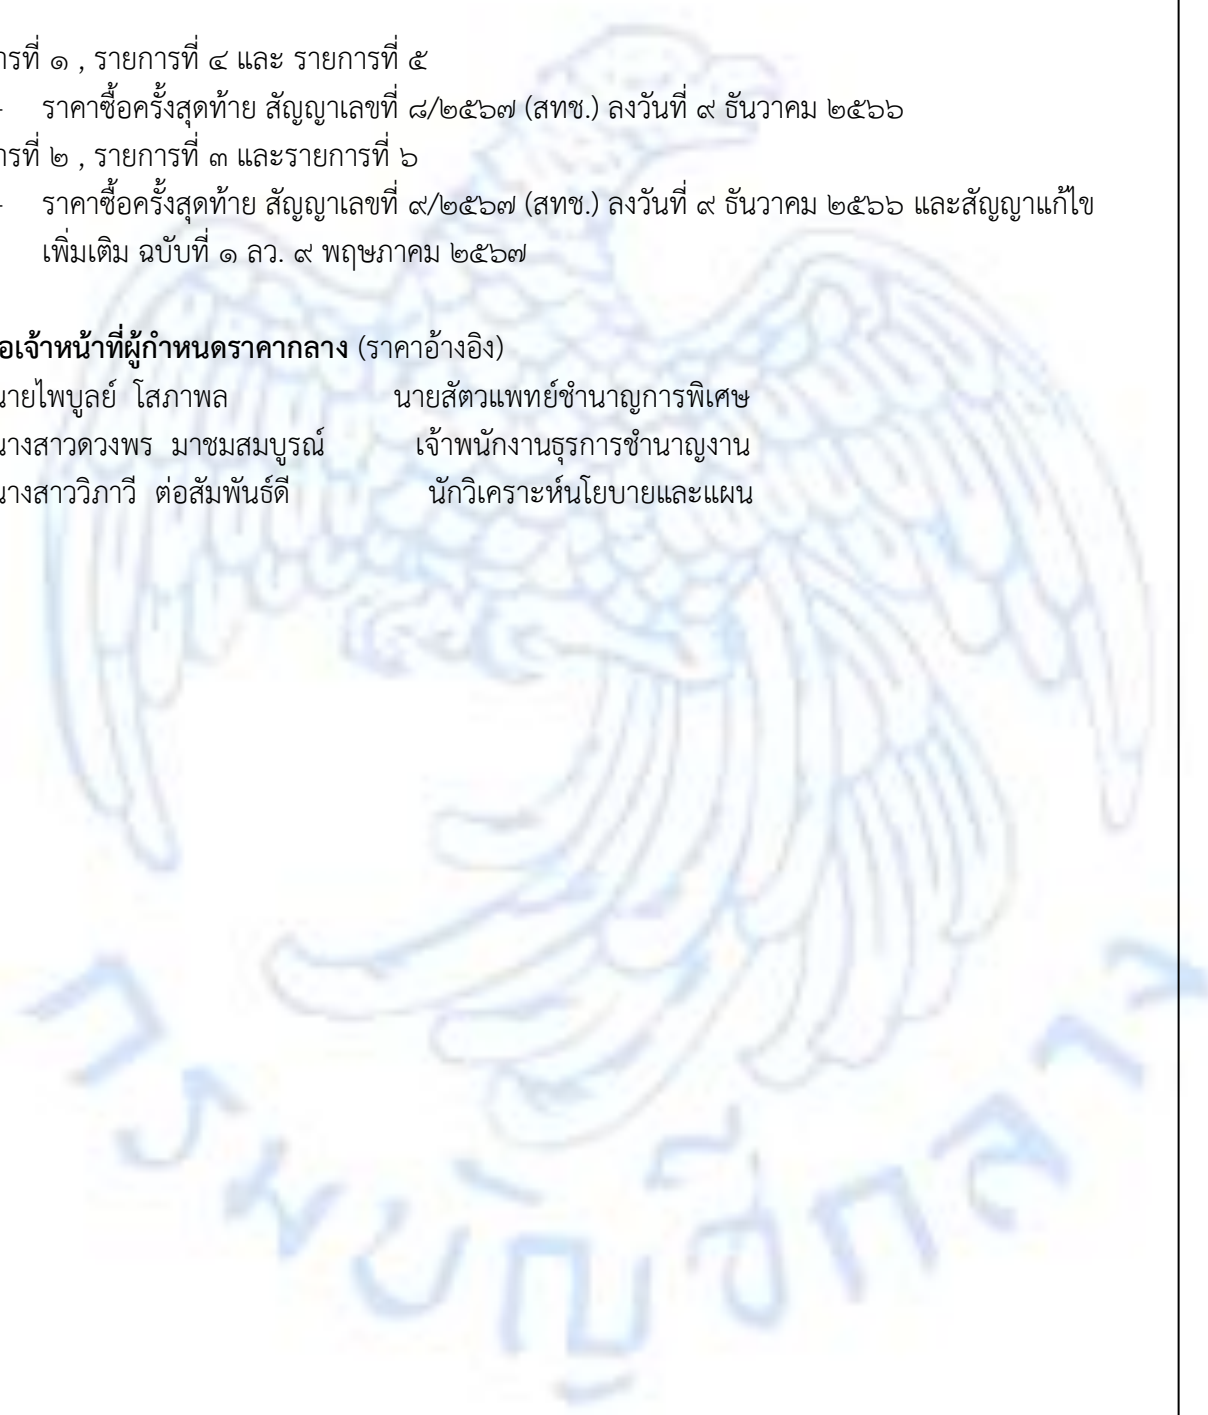 ารที่ ๑ , รายการที่ ๔ และ รายการที่ ๕
- ราคาซื้อครั้งสุดท้าย สัญญาเลขที่ ๘/๒๕๖๗ (สทช.) ลงวันที่ ๙ ธันวาคม ๒๕๖๖
ารที่ ๒ , รายการที่ ๓ และรายการที่ ๖
- ราคาซื้อครั้งสุดท้าย สัญญาเลขที่ ๙/๒๕๖๗ (สทช.) ลงวันที่ ๙ ธันวาคม ๒๕๖๖ และสัญญาแก้ไข
เพิ่มเติม ฉบับที่ ๑ ลว. ๙ พฤษภาคม ๒๕๖๗
อเจ้าหน้าที่ผู้กำหนดราคากลาง (ราคาอ้างอิง)
นายไพบูลย์ โสภาพล นายสัตวแพทย์ชำนาญการพิเศษ
นางสาวดวงพร มาชมสมบูรณ์ เจ้าพนักงานธุรการชำนาญงาน
นางสาววิภาวี ต่อสัมพันธ์ดี นักวิเคราะห์นโยบายและแผน
กรมบัญชีกลาง